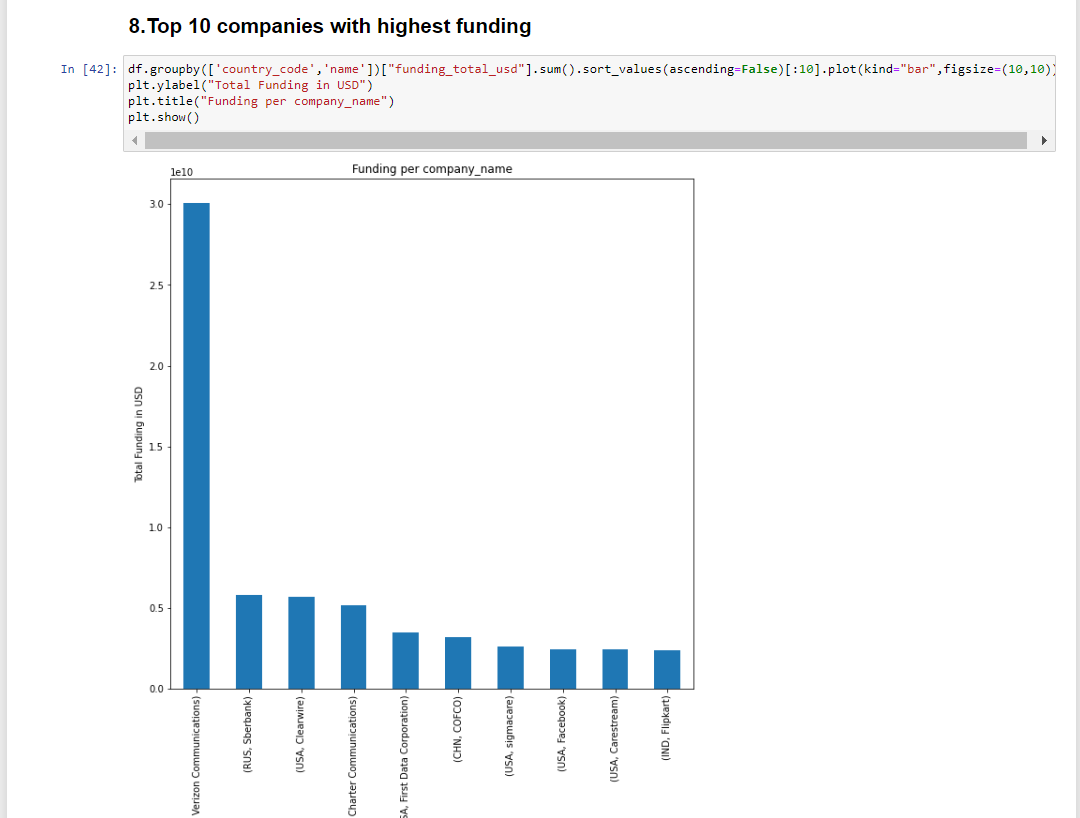 8.Top 10 companies with highest funding
In [42]:
df.groupby(['country_code','name'])["funding_total_usd"].sum().sort_values(ascending=False)[:10].plot(kind="bar",figsize=(10,10))
plt.ylabel("Total Funding in USD")
plt.title("Funding per company_name")
plt.show()
Funding per company_name
1e10
3.0
2.5
2.0
1.5
1.0
0.5
0.0
Total Funding in USD
Verizon Communications)
(RUS, Sberbank)
(USA, Clearwire)
Charter Communications)
SA, First Data Corporation)
(CHN, COFCO)
(USA, sigmacare)
(USA, Facebook)
(USA, Carestream)
(IND, Flipkart)